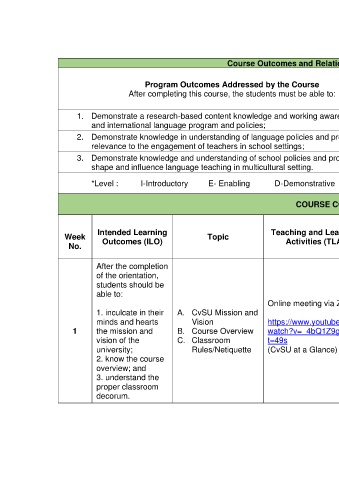 Course Outcomes and
Program Outcomes Addressed by the Course
After completing this course, the students must be able to:
1. Demonstrate a research-based content knowledge and working
and international language program and policies;
2. Demonstrate knowledge in understanding of language policies and
relevance to the engagement of teachers in school settings;
3. Demonstrate knowledge and understanding of school policies and
shape and influence language teaching in multicultural setting.
*Level : I-Introductory E- Enabling D-Demonstrative
COURSE
Week No.
Intended Learning Outcomes (ILO)
Topic
Teaching and
Activities
1
After the completion
of the orientation,
students should be
able to:
1. inculcate in their
minds and hearts
the mission and
vision of the
university;
2. know the course
overview; and
3. understand the
proper classroom
decorum.
A. CvSU Mission and
Vision
B. Course Overview
C. Classroom
Rules/Netiquette
Online meeting via
https://www.youtube
watch?v=_4bQ1Z9g
t=49s
(CvSU at a Glance)